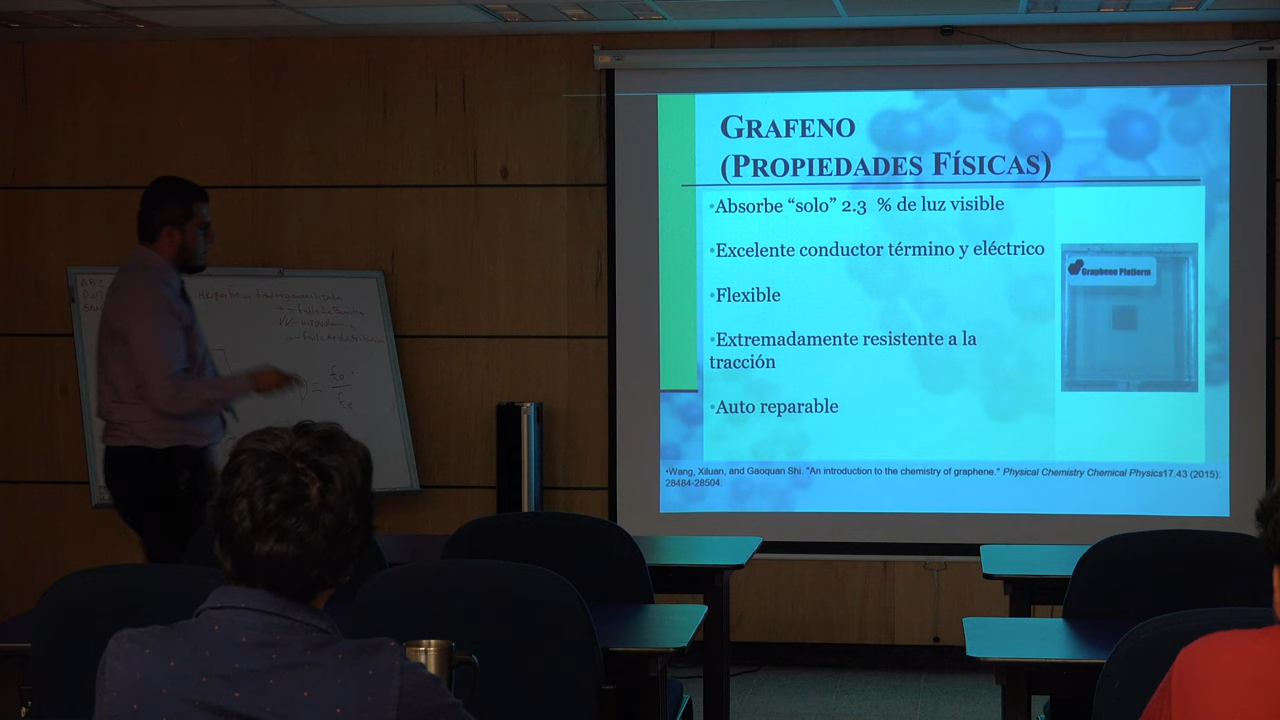 GRAFENO
(PROPIEDADES FÍSICAS)
•Absorbe “solo” 2.3 % de luz visible
•Excelente conductor término y eléctrico
•Flexible
•Extremadamente resistente a la
tracción
•Auto reparable
Graphene Platform
•Wang, Xiluan, and Gaoquan Shi. "An introduction to the chemistry of graphene." Physical Chemistry Chemical Physics17.43 (2015):
28484-28504.